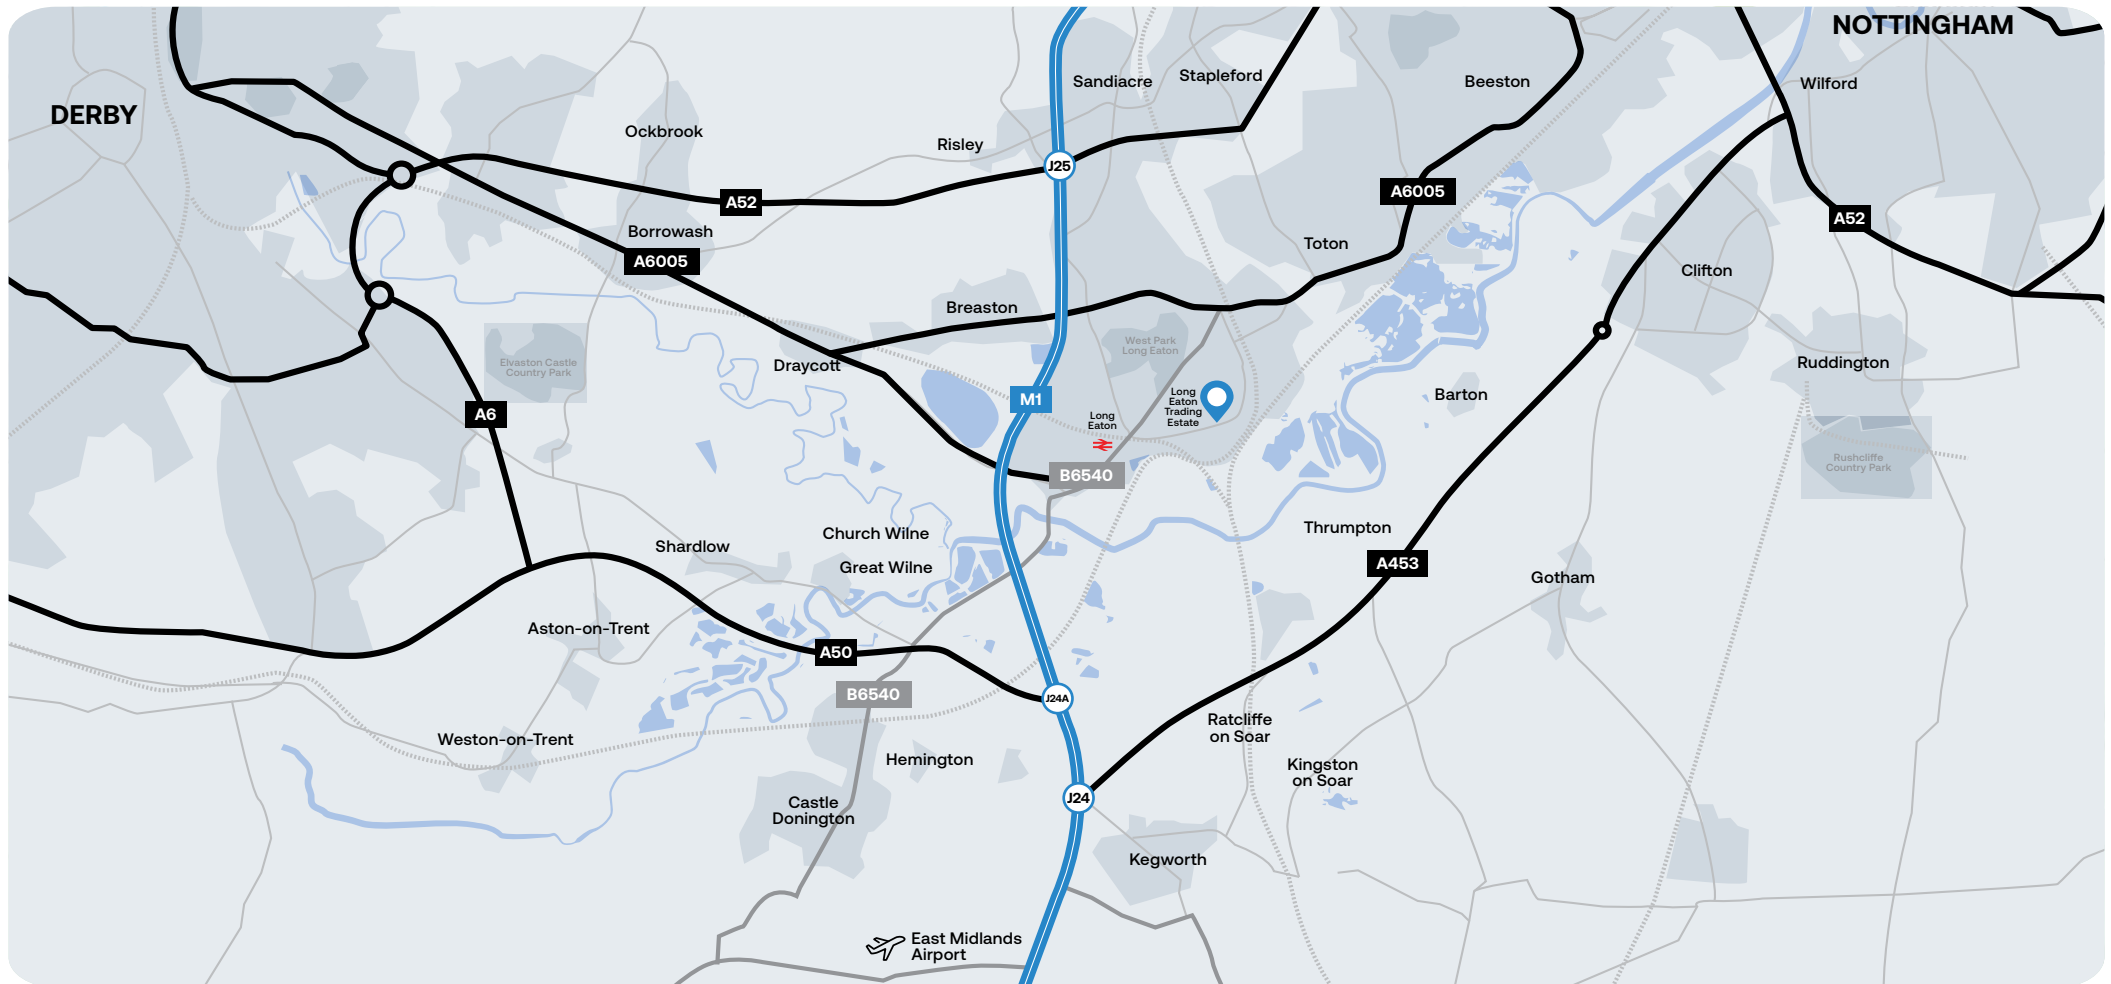 NOTTINGHAM
Sandiacre
Stapleford
Beeston
Wilford
DERBY
Ockbrook
Risley
J25
A52
A6005
A52
Borrowash
A6005
Toton
Clifton
Breaston
West Park
Long Eaton
Elvaston Castle
Country Park
Draycott
Ruddington
M1
Long
Eaton
Trading
Estate
Barton
A6
Long
Eaton
B6540
Rushcliffe
Country Park
Church Wilne
Thrumpton
Shardlow
Great Wilne
A453
Gotham
Aston-on-Trent
A50
B6540
J24A
Ratcliffe
on Soar
Weston-on-Trent
Hemington
Kingston
on Soar
Castle
Donington
J24
Kegworth
East Midlands
Airport